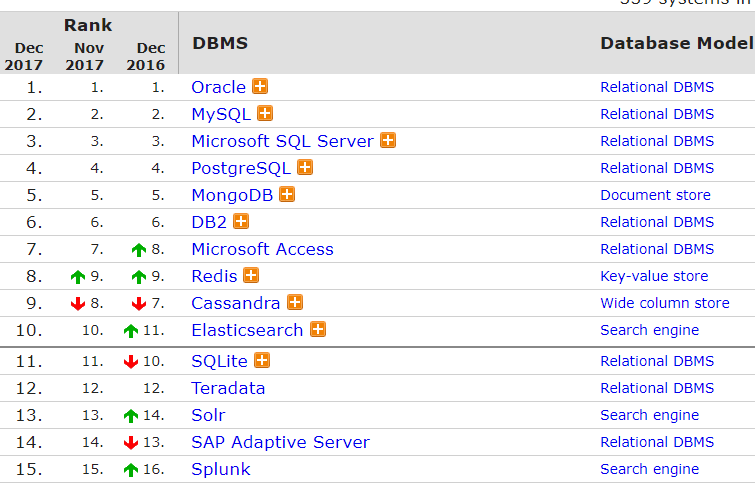 339 systems in
Rank
Dec 2017 Nov 2017 Dec 2016 DBMS Database Model
1. 1. 1. Oracle Relational DBMS
2. 2. 2. MySQL Relational DBMS
3. 3. 3. Microsoft SQL Server Relational DBMS
4. 4. 4. PostgreSQL Relational DBMS
5. 5. 5. MongoDB Document store
6. 6. 6. DB2 Relational DBMS
7. 7. 8. Microsoft Access Relational DBMS
8. 9. 9. Redis Key-value store
9. 8. 7. Cassandra Wide column store
10. 10. 11. Elasticsearch Search engine
11. 11. 10. SQLite Relational DBMS
12. 12. 12. Teradata Relational DBMS
13. 13. 14. Solr Search engine
14. 14. 13. SAP Adaptive Server Relational DBMS
15. 15. 16. Splunk Search engine